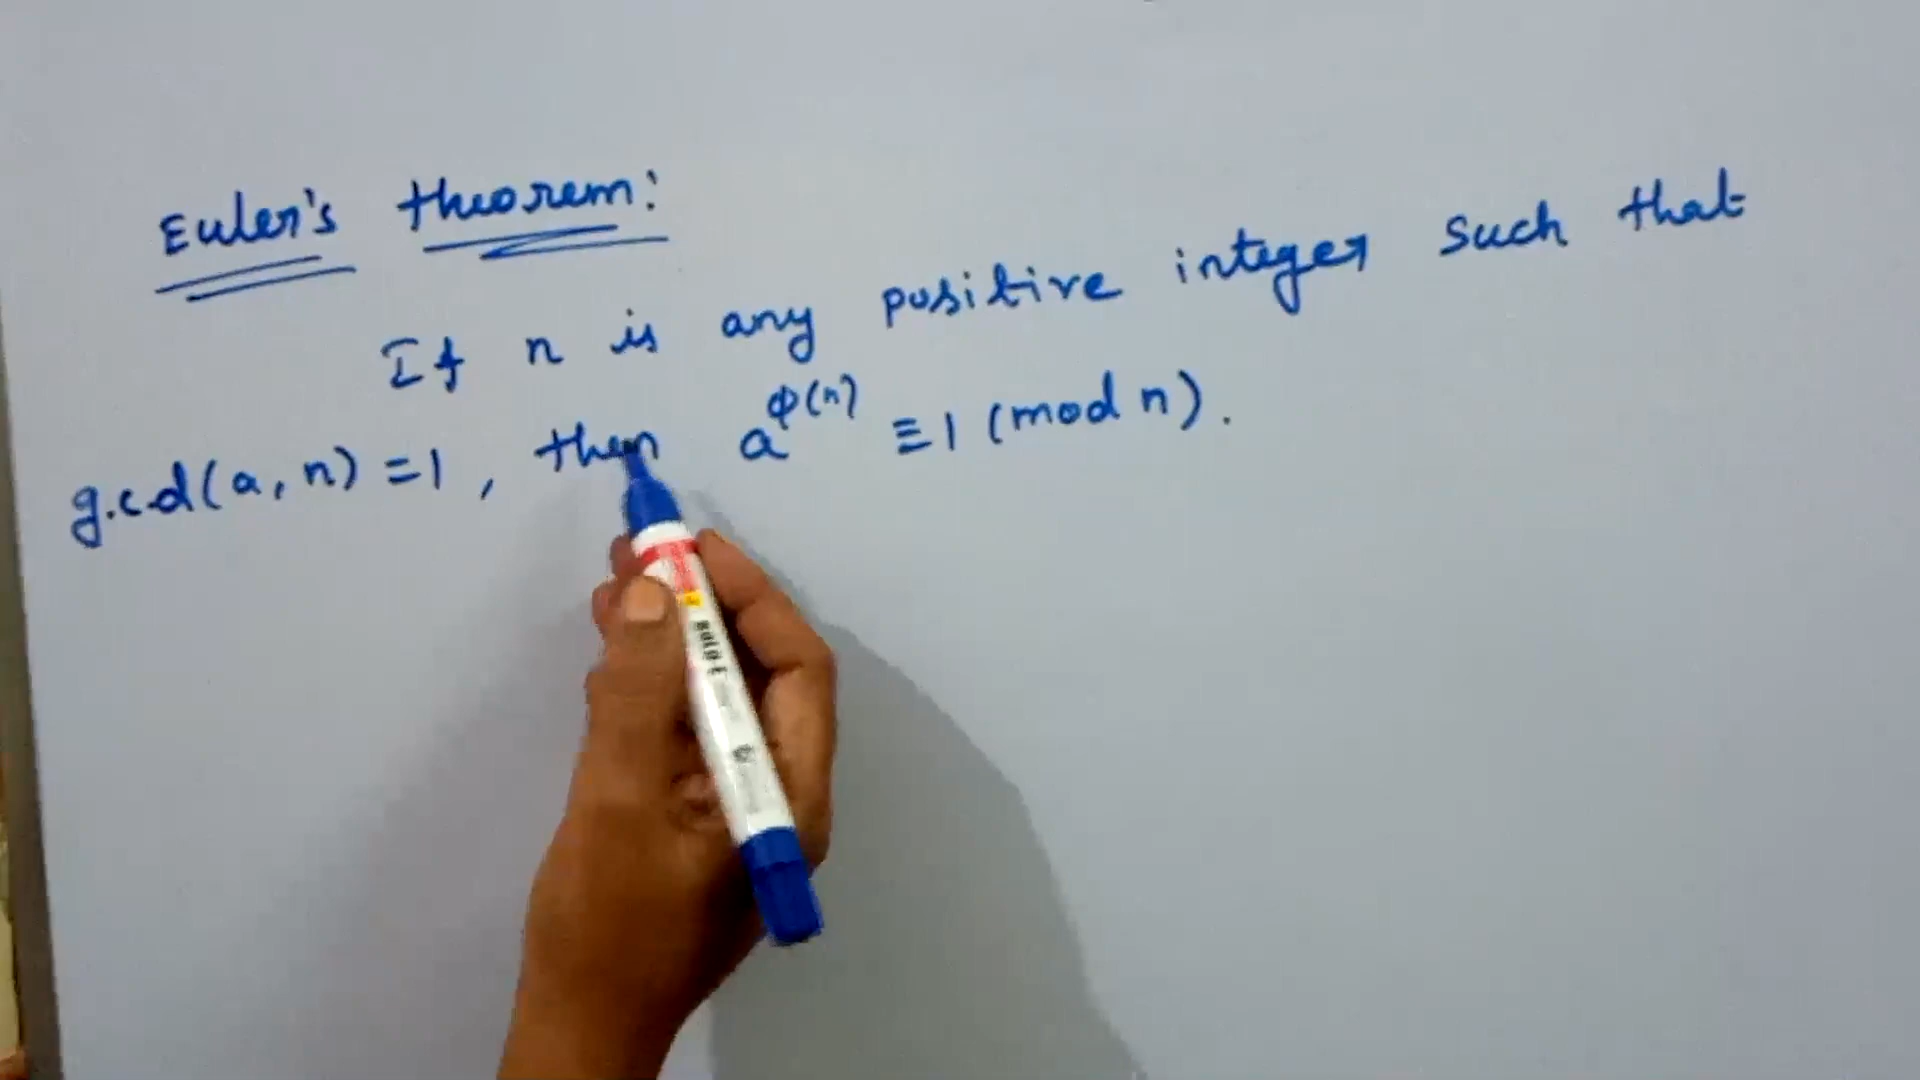 Euler's theorem:
If n is any positive integer such that
g.c.d(a, n) = 1, then a^φ(n) ≡ 1 (mod n).